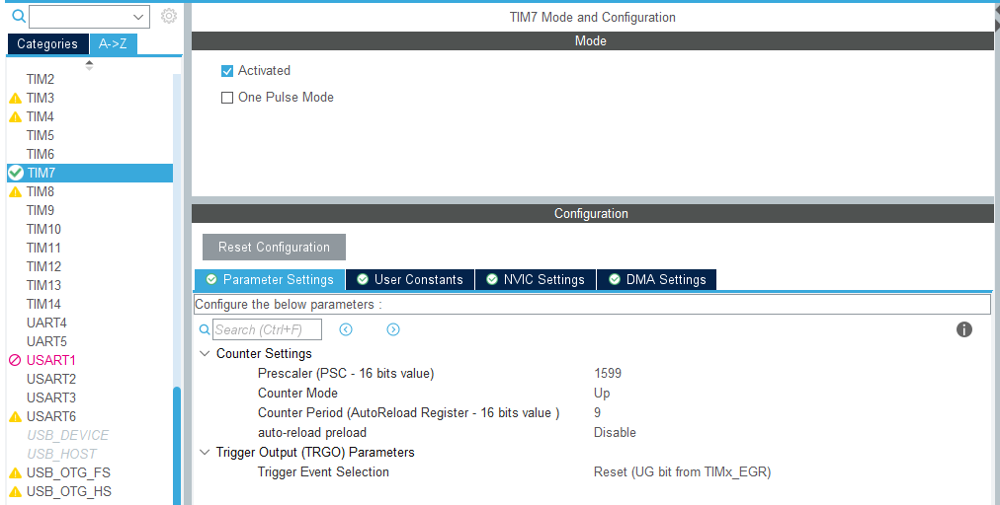 TIM7 Mode and Configuration
Mode
Categories A->Z
Activated
One Pulse Mode
TIM2
TIM3
TIM4
TIM5
TIM6
TIM7
TIM8
TIM9
TIM10
TIM11
TIM12
TIM13
TIM14
UART4
UART5
USART1
USART2
USART3
USART6
USB_DEVICE
USB_HOST
USB_OTG_FS
USB_OTG_HS
Configuration
Reset Configuration
Parameter Settings User Constants NVIC Settings DMA Settings
Configure the below parameters :
Search (Ctrl+F)
Counter Settings
Prescaler (PSC - 16 bits value) 1599
Counter Mode Up
Counter Period (AutoReload Register - 16 bits value ) 9
auto-reload preload Disable
Trigger Output (TRGO) Parameters
Trigger Event Selection Reset (UG bit from TIMx_EGR)